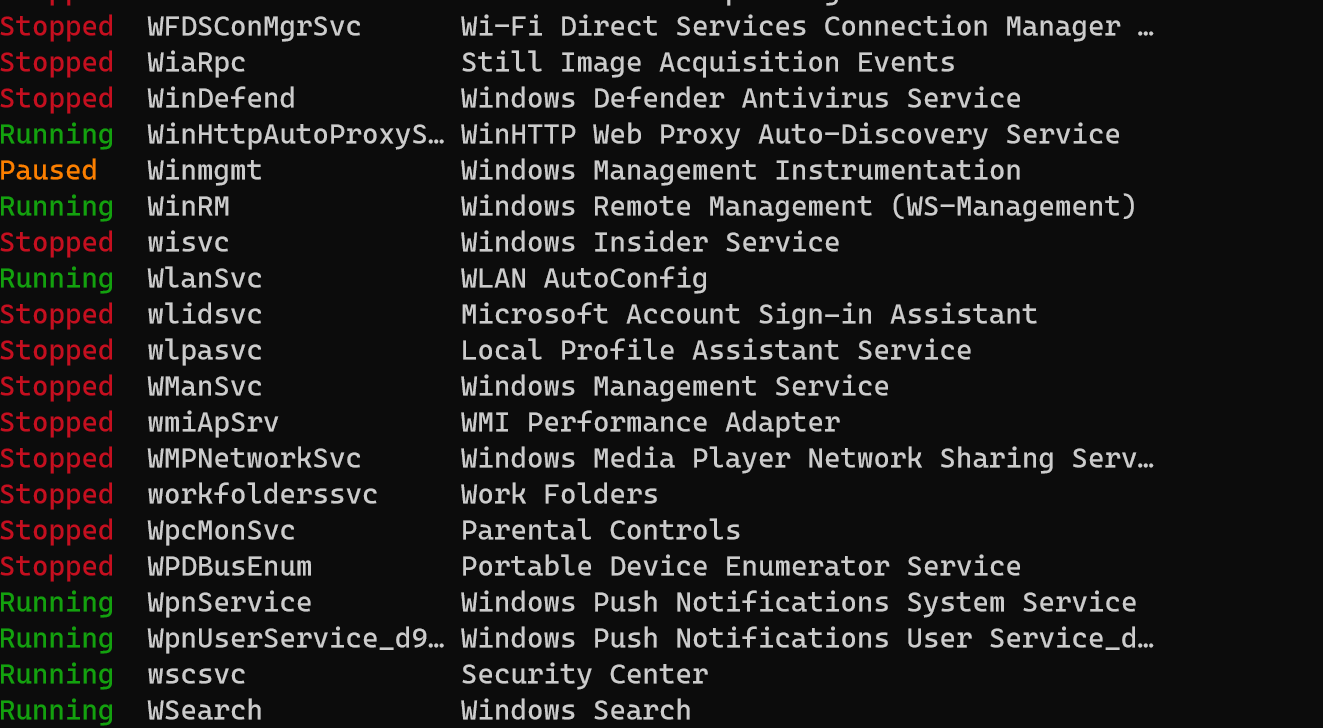 Stopped WFDSConMgrSvc Wi-Fi Direct Services Connection Manager …
Stopped WiaRpc Still Image Acquisition Events
Stopped WinDefend Windows Defender Antivirus Service
Running WinHttpAutoProxyS… WinHTTP Web Proxy Auto-Discovery Service
Paused Winmgmt Windows Management Instrumentation
Running WinRM Windows Remote Management (WS-Management)
Stopped wisvc Windows Insider Service
Running WlanSvc WLAN AutoConfig
Stopped wlidsvc Microsoft Account Sign-in Assistant
Stopped wlpasvc Local Profile Assistant Service
Stopped WManSvc Windows Management Service
Stopped wmiApSrv WMI Performance Adapter
Stopped WMPNetworkSvc Windows Media Player Network Sharing Serv…
Stopped workfolderssvc Work Folders
Stopped WpcMonSvc Parental Controls
Stopped WPDBusEnum Portable Device Enumerator Service
Running WpnService Windows Push Notifications System Service
Running WpnUserService_d9… Windows Push Notifications User Service_d…
Running wscsvc Security Center
Running WSearch Windows Search